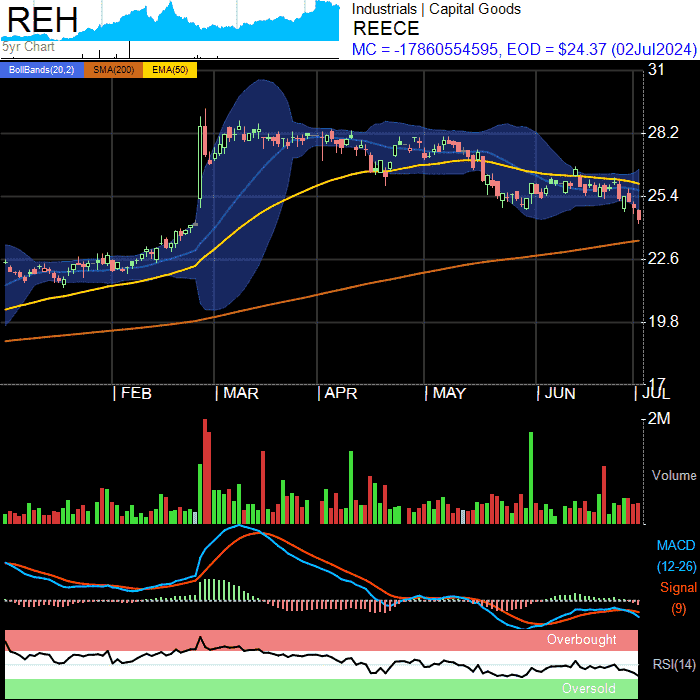 REH
5yr Chart
Industrials | Capital Goods
REECE
MC = -17860554595, EOD = $24.37 (02Jul2024)
BollBands(20,2) SMA(200) EMA(50)
31
28.2
25.4
22.6
19.8
17
FEB MAR APR MAY JUN JUL
2M
Volume
MACD
(12-26)
Signal
(9)
Overbought
RSI(14)
Oversold